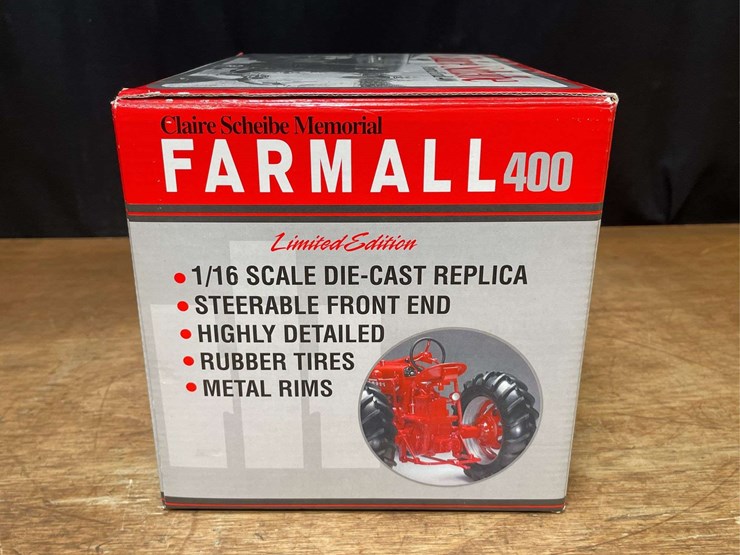 Claire Scheibe Memorial
FARMALL 400
Limited Edition
• 1/16 SCALE DIE-CAST REPLICA
• STEERABLE FRONT END
• HIGHLY DETAILED
• RUBBER TIRES
• METAL RIMS